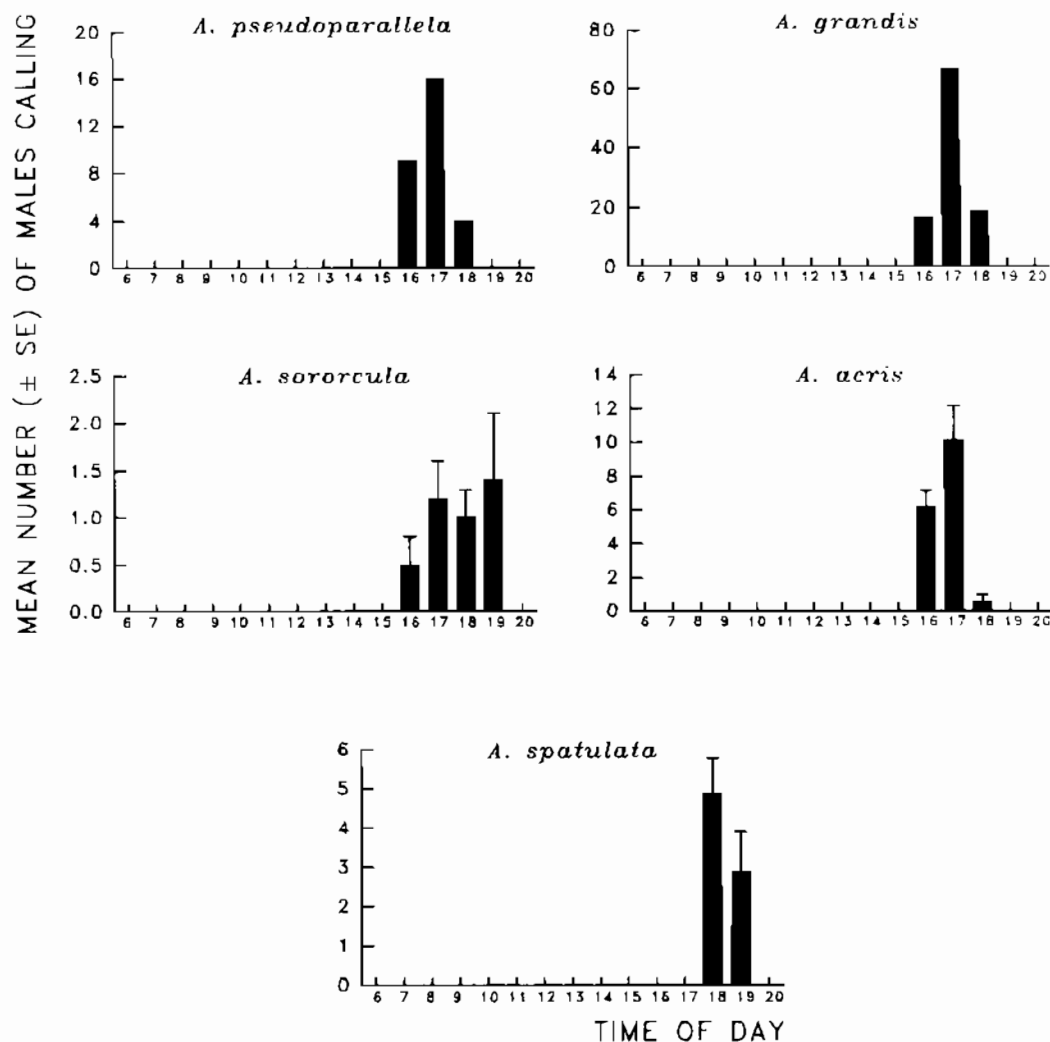 MEAN NUMBER (± SE) OF MALES CALLING
A. pseudoparallela
20
16
12
8
4
0
6 7 8 9 10 11 12 13 14 15 16 17 18 19 20
A. grandis
80
60
40
20
0
6 7 8 9 10 11 12 13 14 15 16 17 18 19 20
A. sororcula
2.5
2.0
1.5
1.0
0.5
0.0
6 7 8 9 10 11 12 13 14 15 16 17 18 19 20
A. acris
14
12
10
8
6
4
2
0
6 7 8 9 10 11 12 13 14 15 16 17 18 19 20
A. spatulata
6
5
4
3
2
1
0
6 7 8 9 10 11 12 13 14 15 16 17 18 19 20
TIME OF DAY